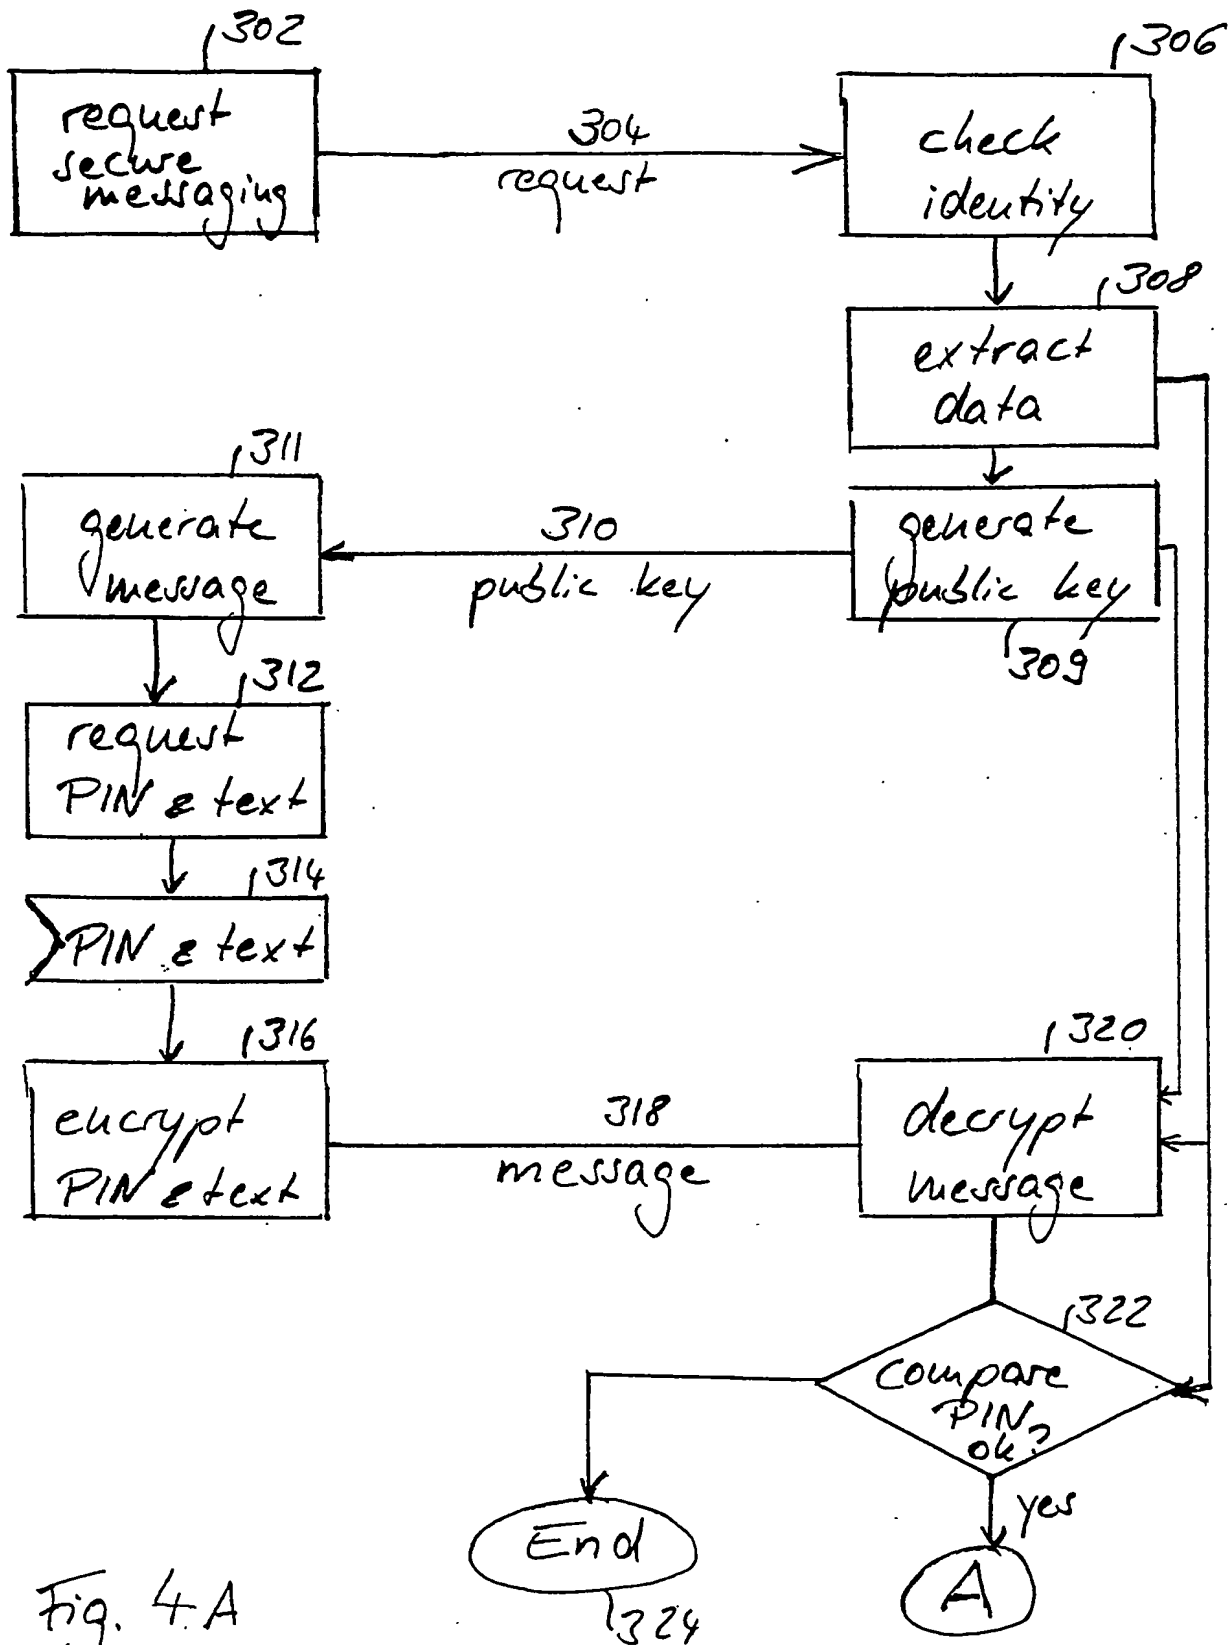 302
request
secure
messaging
304
request
306
check
identity
308
extract
data
311
generate
message
310
public key
generate
public key
309
312
request
PIN & text
314
PIN & text
316
encrypt
PIN & text
318
message
320
decrypt
message
322
compare
PIN
ok?
yes
End
324
A
Fig. 4A